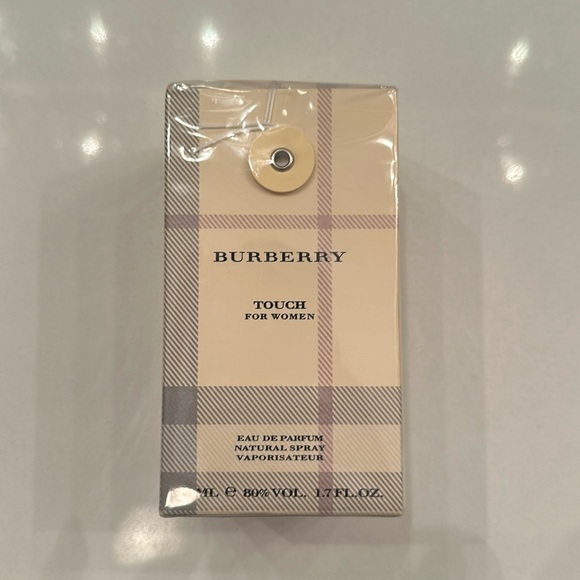 BURBERRY
TOUCH
FOR WOMEN
EAU DE PARFUM
NATURAL SPRAY
VAPORISATEUR
ML ℮ 80% VOL. 1.7 FL.OZ.